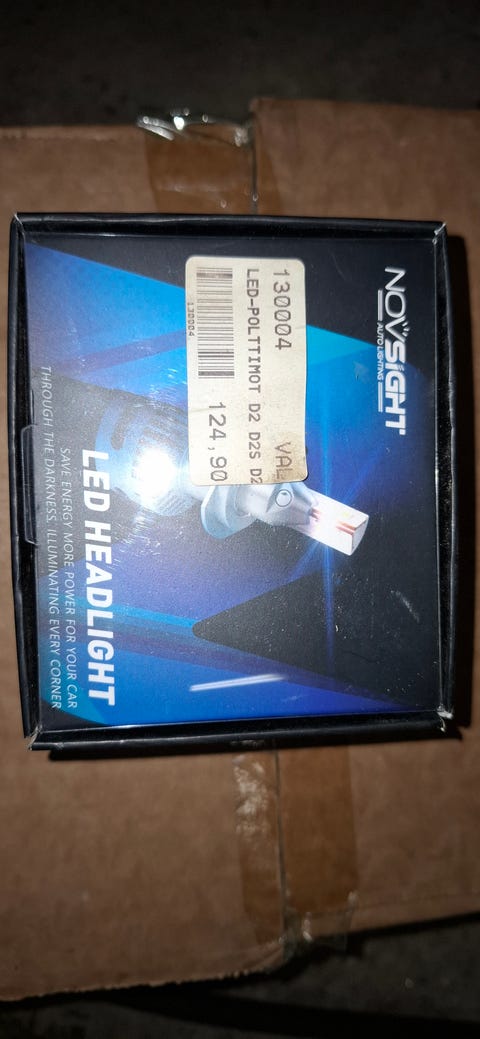 NOVSIGHT
AUTO LIGHTING
130004 VAL
LED-POLTTIMOT D2 D2S D2
124,90
130004
LED HEADLIGHT
SAVE ENERGY MORE POWER FOR YOUR CAR
THROUGH THE DARKNESS, ILLUMINATING EVERY CORNER